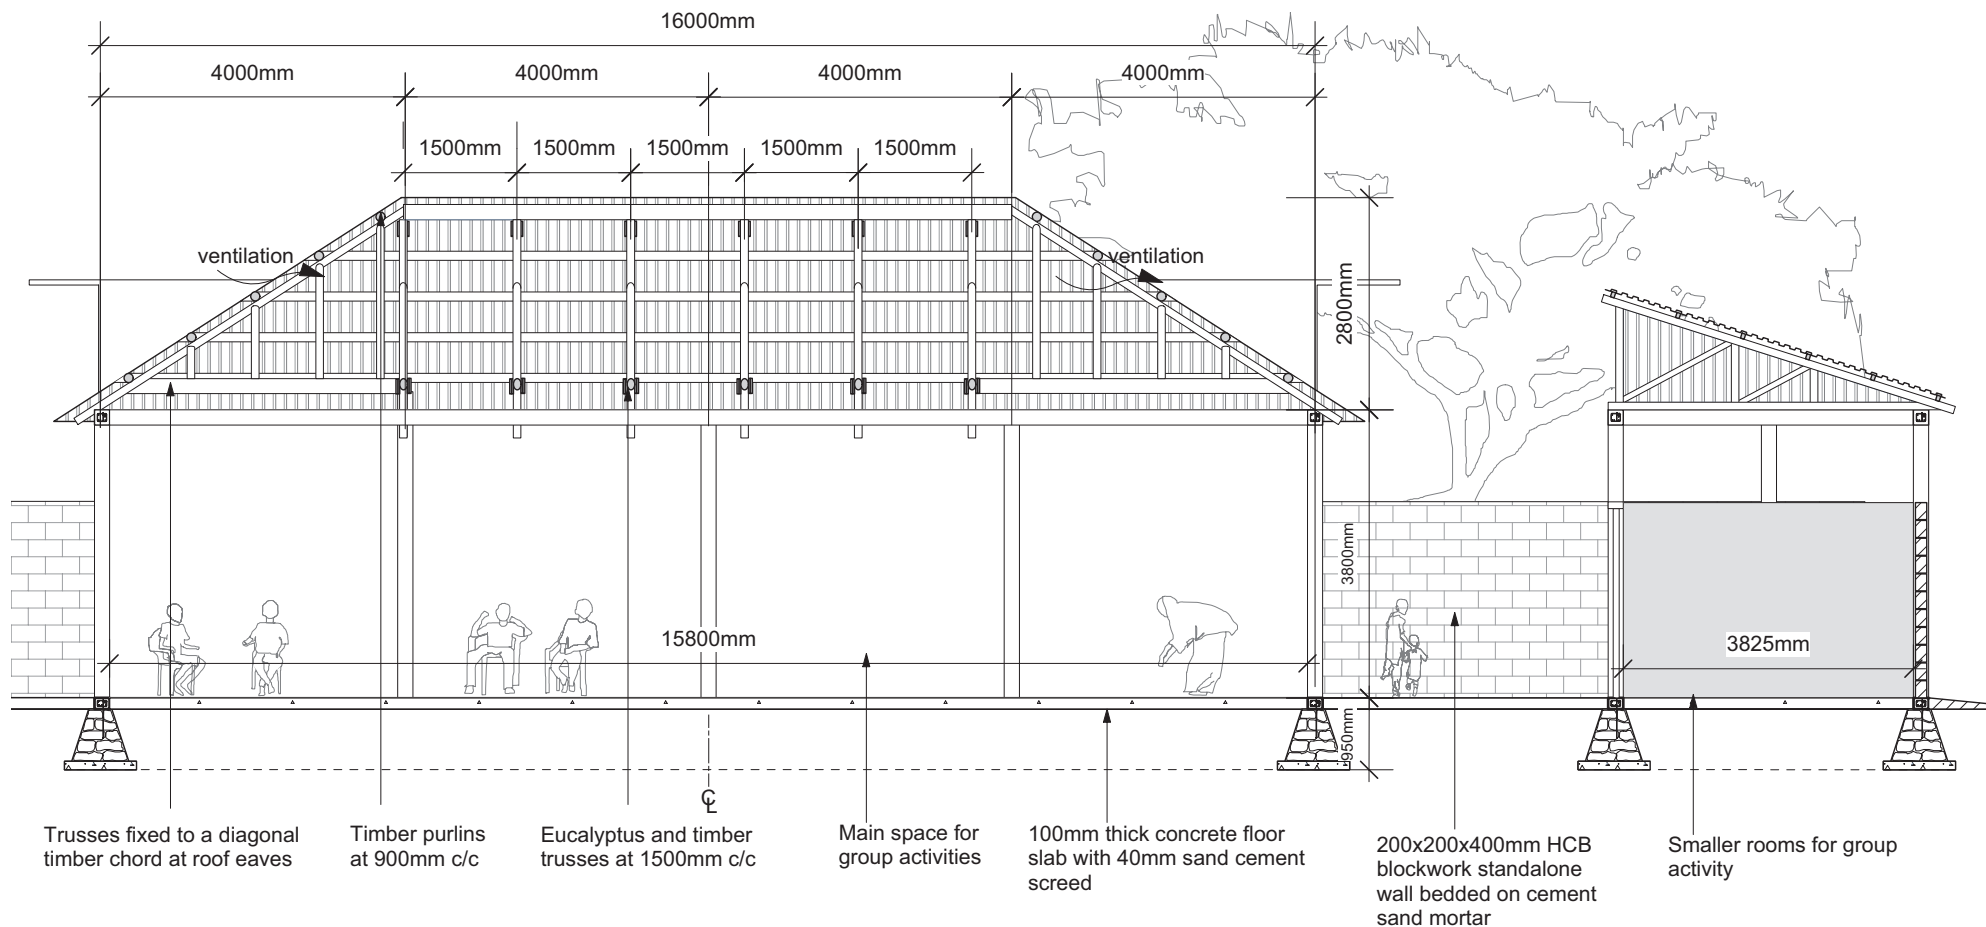 16000mm
4000mm
4000mm
4000mm
4000mm
1500mm
1500mm
1500mm
1500mm
1500mm
ventilation
ventilation
2800mm
3800mm
15800mm
3825mm
950mm
℄
Trusses fixed to a diagonal
timber chord at roof eaves
Timber purlins
at 900mm c/c
Eucalyptus and timber
trusses at 1500mm c/c
Main space for
group activities
100mm thick concrete floor
slab with 40mm sand cement
screed
200x200x400mm HCB
blockwork standalone
wall bedded on cement
sand mortar
Smaller rooms for group
activity